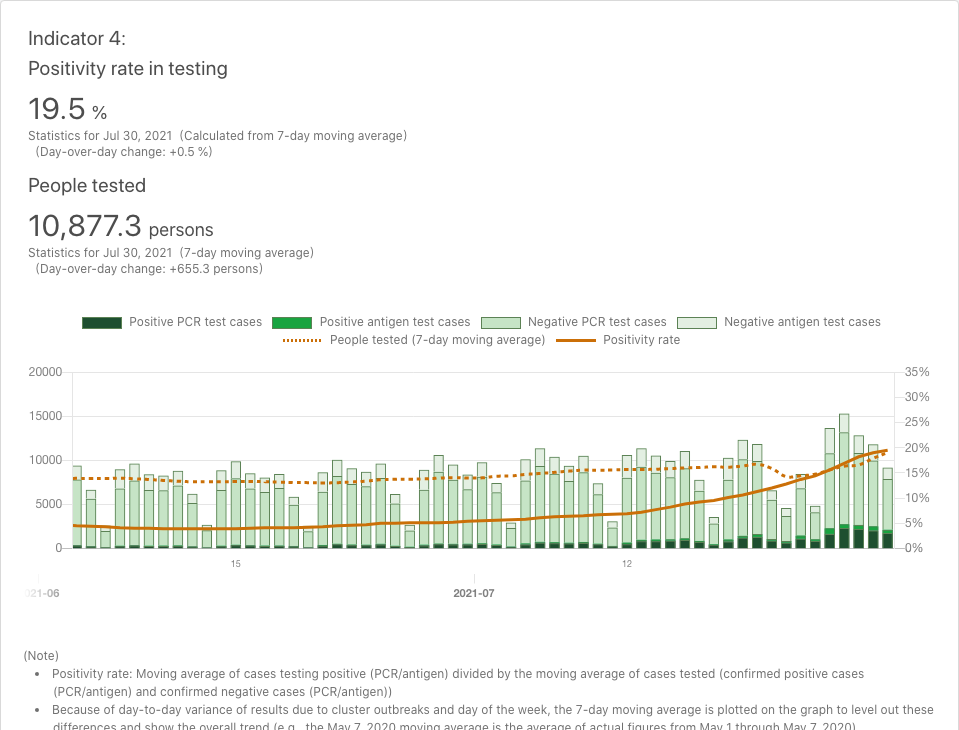 Indicator 4:
Positivity rate in testing
19.5 %
Statistics for Jul 30, 2021 (Calculated from 7-day moving average)
(Day-over-day change: +0.5 %)
People tested
10,877.3 persons
Statistics for Jul 30, 2021 (7-day moving average)
(Day-over-day change: +655.3 persons)
Positive PCR test cases Positive antigen test cases Negative PCR test cases Negative antigen test cases
People tested (7-day moving average) Positivity rate
20000 35%
30%
15000 25%
20%
10000 15%
10%
5000 5%
0 0%
15 12
21-06 2021-07
(Note)
• Positivity rate: Moving average of cases testing positive (PCR/antigen) divided by the moving average of cases tested (confirmed positive cases
(PCR/antigen) and confirmed negative cases (PCR/antigen))
• Because of day-to-day variance of results due to cluster outbreaks and day of the week, the 7-day moving average is plotted on the graph to level out these
differences and show the overall trend (e.g., the May 7, 2020 moving average is the average of actual figures from May 1 through May 7, 2020)